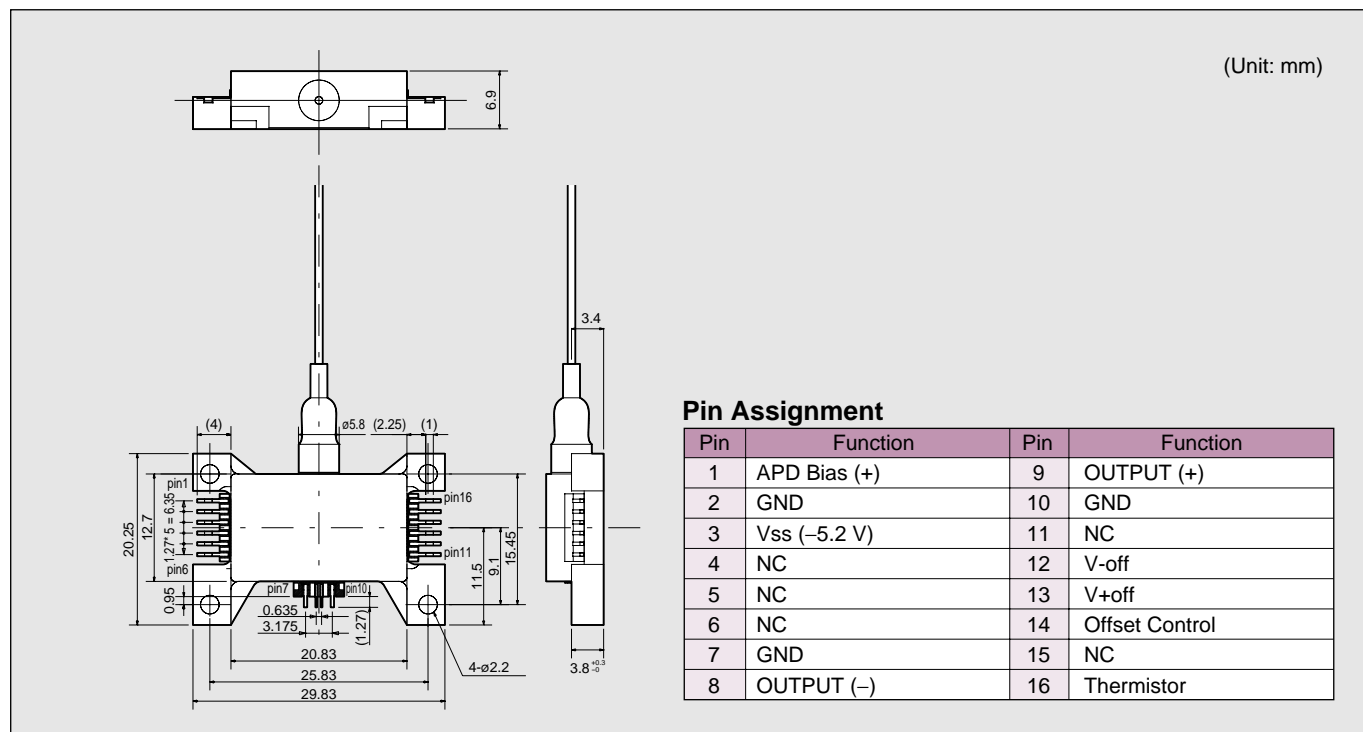 (Unit: mm)
6.9
3.4
(4)
ø5.8
(2.25)
(1)
pin1
pin16
20.25
12.7
1.27* 5 = 6.35
pin6
pin11
15.45
9.1
11.5
0.95
pin7
pin10
0.635
3.175
(1.27)
20.83
25.83
29.83
4-ø2.2
3.8 +0.3 –0
Pin Assignment
Pin Function Pin Function
1 APD Bias (+) 9 OUTPUT (+)
2 GND 10 GND
3 Vss (–5.2 V) 11 NC
4 NC 12 V-off
5 NC 13 V+off
6 NC 14 Offset Control
7 GND 15 NC
8 OUTPUT (–) 16 Thermistor